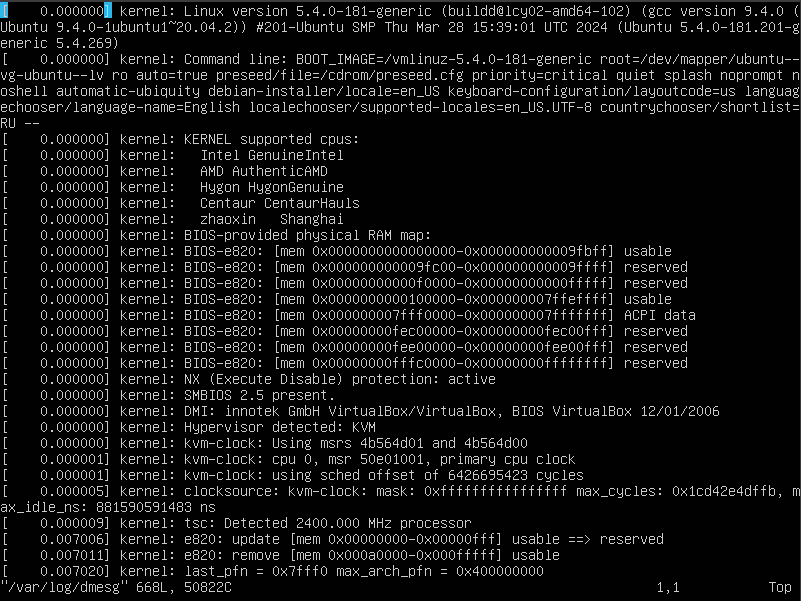 [    0.000000] kernel: Linux version 5.4.0-181-generic (buildd@lcy02-amd64-102) (gcc version 9.4.0 (
Ubuntu 9.4.0-1ubuntu1~20.04.2)) #201-Ubuntu SMP Thu Mar 28 15:39:01 UTC 2024 (Ubuntu 5.4.0-181.201-g
eneric 5.4.269)
[    0.000000] kernel: Command line: BOOT_IMAGE=/vmlinuz-5.4.0-181-generic root=/dev/mapper/ubuntu--
vg-ubuntu--lv ro auto=true preseed/file=/cdrom/preseed.cfg priority=critical quiet splash noprompt n
oshell automatic-ubiquity debian-installer/locale=en_US keyboard-configuration/layoutcode=us languag
echooser/language-name=English localechooser/supported-locales=en_US.UTF-8 countrychooser/shortlist=
RU --
[    0.000000] kernel: KERNEL supported cpus:
[    0.000000] kernel:   Intel GenuineIntel
[    0.000000] kernel:   AMD AuthenticAMD
[    0.000000] kernel:   Hygon HygonGenuine
[    0.000000] kernel:   Centaur CentaurHauls
[    0.000000] kernel:   zhaoxin   Shanghai
[    0.000000] kernel: BIOS-provided physical RAM map:
[    0.000000] kernel: BIOS-e820: [mem 0x0000000000000000-0x000000000009fbff] usable
[    0.000000] kernel: BIOS-e820: [mem 0x000000000009fc00-0x000000000009ffff] reserved
[    0.000000] kernel: BIOS-e820: [mem 0x00000000000f0000-0x00000000000fffff] reserved
[    0.000000] kernel: BIOS-e820: [mem 0x0000000000100000-0x000000007ffeffff] usable
[    0.000000] kernel: BIOS-e820: [mem 0x000000007fff0000-0x000000007fffffff] ACPI data
[    0.000000] kernel: BIOS-e820: [mem 0x00000000fec00000-0x00000000fec00fff] reserved
[    0.000000] kernel: BIOS-e820: [mem 0x00000000fee00000-0x00000000fee00fff] reserved
[    0.000000] kernel: BIOS-e820: [mem 0x00000000fffc0000-0x00000000ffffffff] reserved
[    0.000000] kernel: NX (Execute Disable) protection: active
[    0.000000] kernel: SMBIOS 2.5 present.
[    0.000000] kernel: DMI: innotek GmbH VirtualBox/VirtualBox, BIOS VirtualBox 12/01/2006
[    0.000000] kernel: Hypervisor detected: KVM
[    0.000000] kernel: kvm-clock: Using msrs 4b564d01 and 4b564d00
[    0.000001] kernel: kvm-clock: cpu 0, msr 50e01001, primary cpu clock
[    0.000001] kernel: kvm-clock: using sched offset of 6426695423 cycles
[    0.000005] kernel: clocksource: kvm-clock: mask: 0xffffffffffffffff max_cycles: 0x1cd42e4dffb, m
ax_idle_ns: 881590591483 ns
[    0.000009] kernel: tsc: Detected 2400.000 MHz processor
[    0.007006] kernel: e820: update [mem 0x00000000-0x00000fff] usable ==> reserved
[    0.007011] kernel: e820: remove [mem 0x000a0000-0x000fffff] usable
[    0.007020] kernel: last_pfn = 0x7fff0 max_arch_pfn = 0x400000000
"/var/log/dmesg" 668L, 50822C                                                     1,1           Top